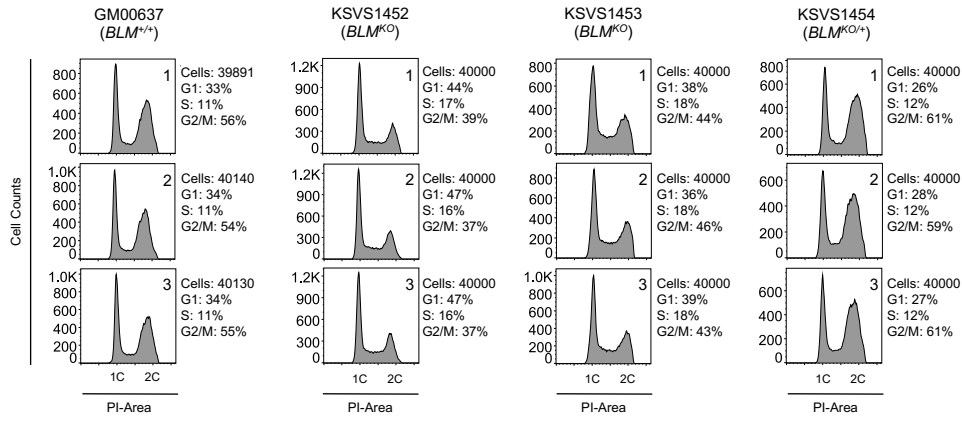 GM00637
(BLM+/+)
KSVS1452
(BLMKO)
KSVS1453
(BLMKO)
KSVS1454
(BLMKO/+)
Cell Counts
800
600
400
200
0
1
Cells: 39891
G1: 33%
S: 11%
G2/M: 56%
1.2K
900
600
300
0
1
Cells: 40000
G1: 44%
S: 17%
G2/M: 39%
800
600
400
200
0
1
Cells: 40000
G1: 38%
S: 18%
G2/M: 44%
800
600
400
200
0
1
Cells: 40000
G1: 26%
S: 12%
G2/M: 61%
1.0K
800
600
400
200
0
2
Cells: 40140
G1: 34%
S: 11%
G2/M: 54%
1.2K
900
600
300
0
2
Cells: 40000
G1: 47%
S: 16%
G2/M: 37%
800
600
400
200
0
2
Cells: 40000
G1: 36%
S: 18%
G2/M: 46%
600
400
200
0
2
Cells: 40000
G1: 28%
S: 12%
G2/M: 59%
1.0K
800
600
400
200
0
3
Cells: 40130
G1: 34%
S: 11%
G2/M: 55%
1.2K
900
600
300
0
3
Cells: 40000
G1: 47%
S: 16%
G2/M: 37%
1.0K
800
600
400
200
0
3
Cells: 40000
G1: 39%
S: 18%
G2/M: 43%
600
400
200
0
3
Cells: 40000
G1: 27%
S: 12%
G2/M: 61%
1C 2C
PI-Area
1C 2C
PI-Area
1C 2C
PI-Area
1C 2C
PI-Area